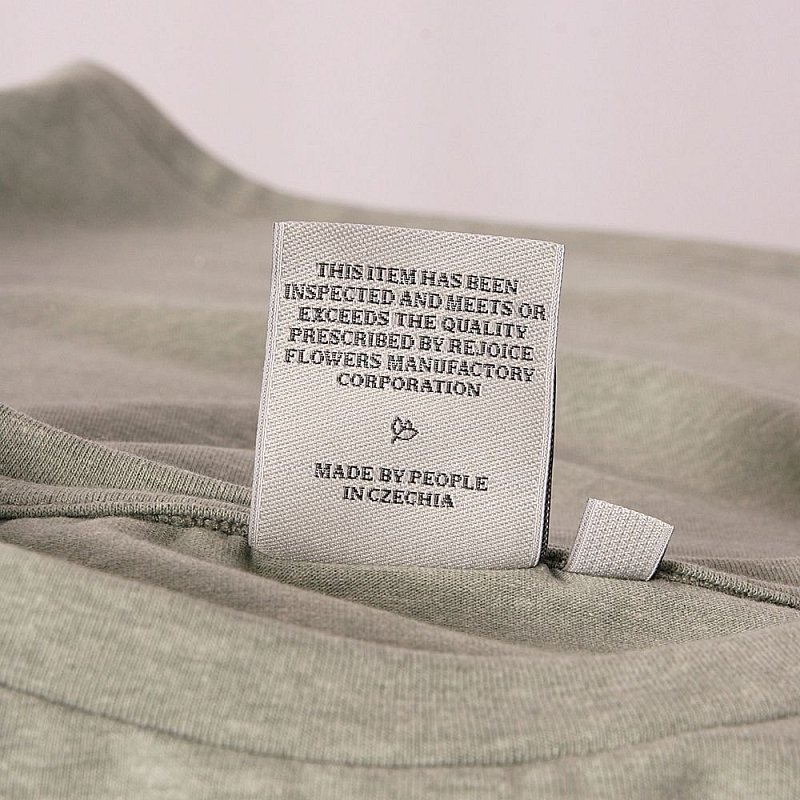 THIS ITEM HAS BEEN
INSPECTED AND MEETS OR
EXCEEDS THE QUALITY
PRESCRIBED BY REJOICE
FLOWERS MANUFACTORY
CORPORATION
MADE BY PEOPLE
IN CZECHIA